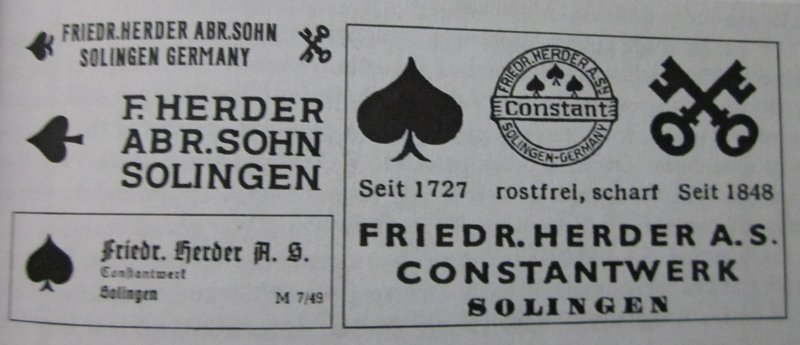 FRIEDR. HERDER ABR. SOHN
SOLINGEN GERMANY
F. HERDER
ABR. SOHN
SOLINGEN
Friedr. Herder A. S.
Constantwerk
Solingen
M 7/49
FRIEDR. HERDER A. SN
Constant
SOLINGEN-GERMANY
Seit 1727 rostfrei, scharf Seit 1848
FRIEDR. HERDER A. S.
CONSTANTWERK
SOLINGEN